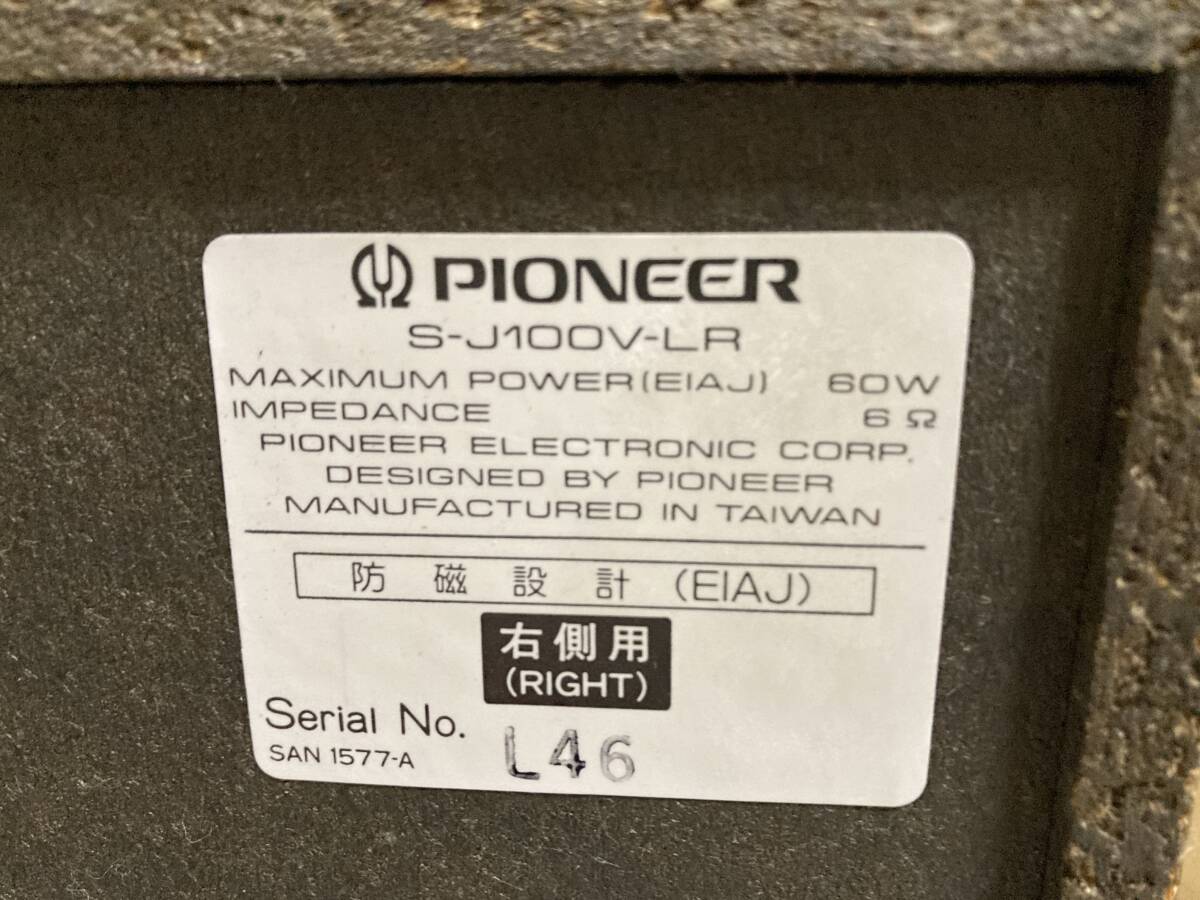 PIONEER
S-J100V-LR
MAXIMUM POWER(EIAJ) 60W
IMPEDANCE 6Ω
PIONEER ELECTRONIC CORP.
DESIGNED BY PIONEER
MANUFACTURED IN TAIWAN
防磁設計 (EIAJ)
右側用
(RIGHT)
Serial No. L46
SAN 1577-A